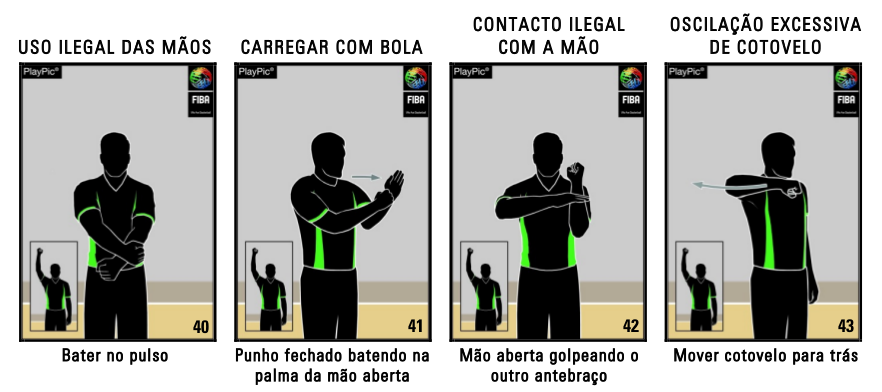 USO ILEGAL DAS MÃOS
CARREGAR COM BOLA
CONTACTO ILEGAL
COM A MÃO
OSCILAÇÃO EXCESSIVA
DE COTOVELO
PlayPic®
FIBA
40
PlayPic®
FIBA
41
PlayPic®
FIBA
42
PlayPic®
FIBA
43
Bater no pulso
Punho fechado batendo na
palma da mão aberta
Mão aberta golpeando o
outro antebraço
Mover cotovelo para trás